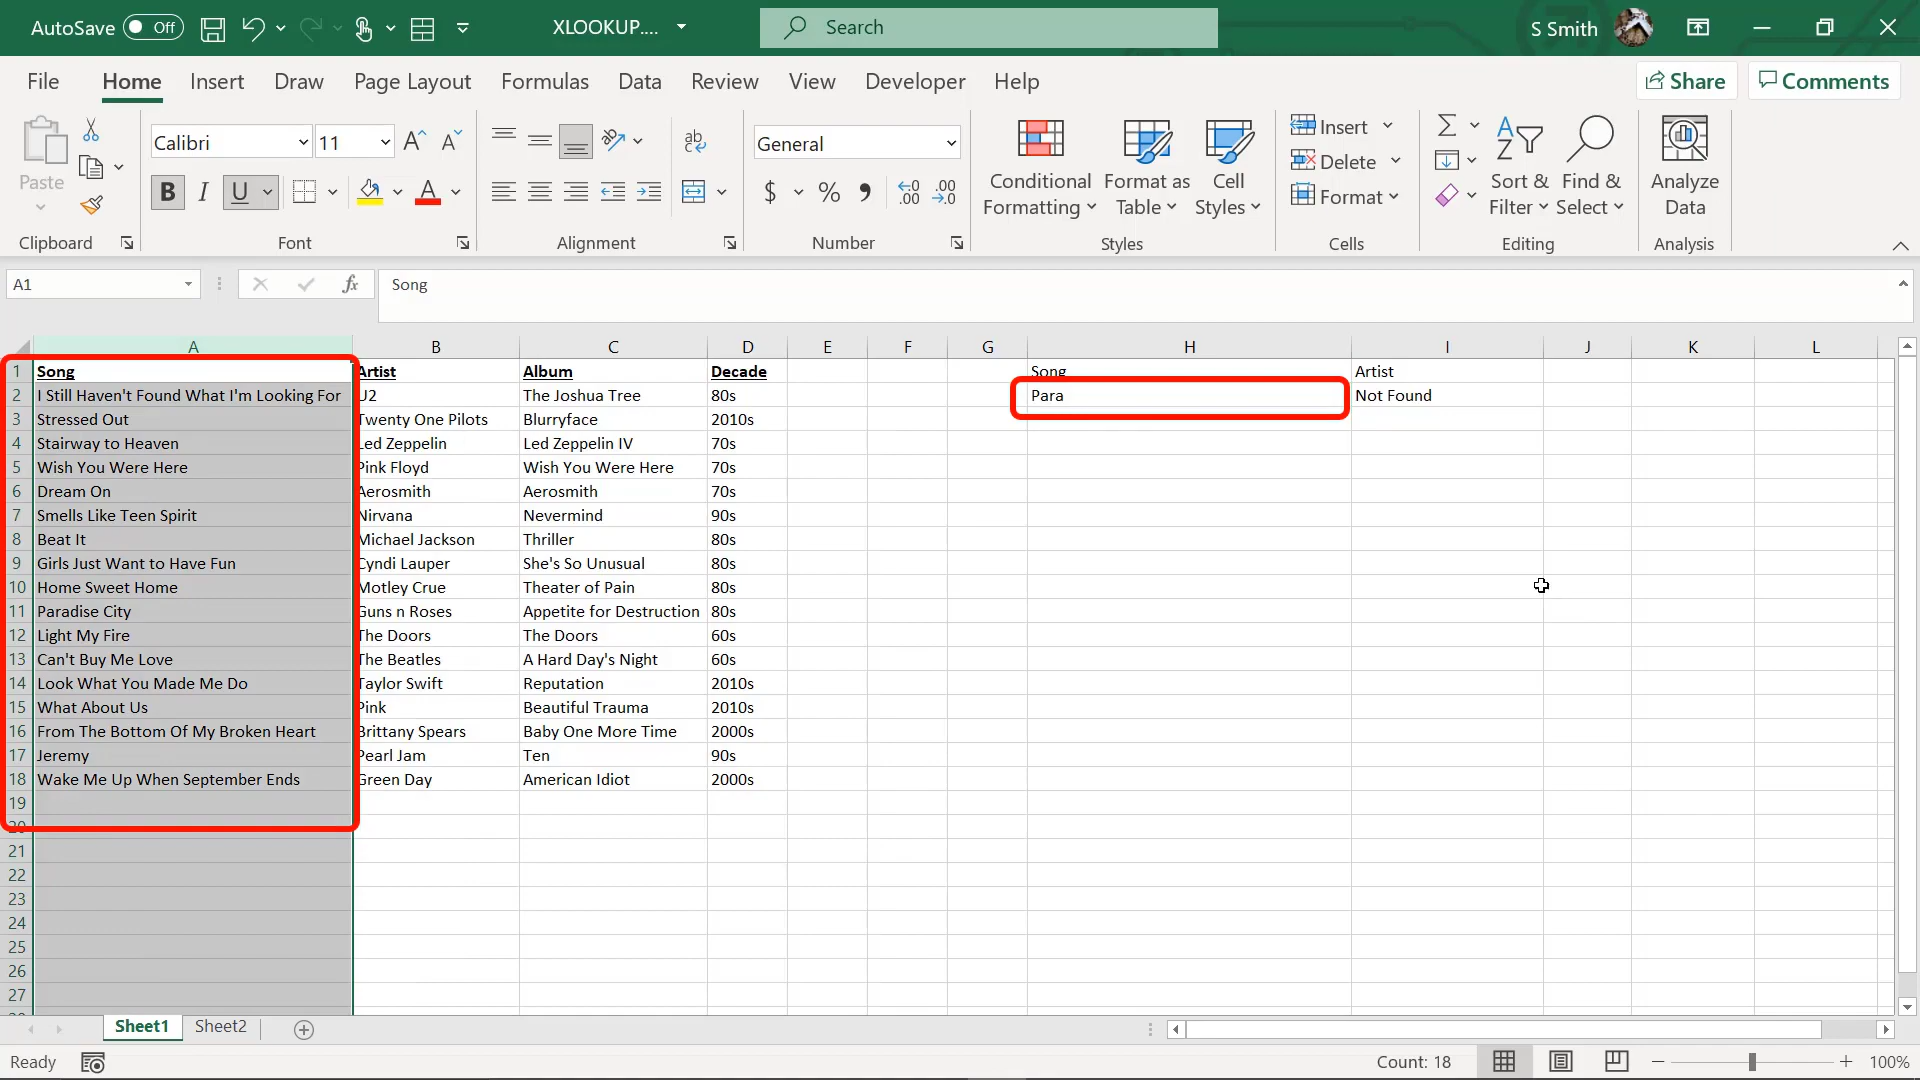 AutoSave Off XLOOKUP.... Search S Smith
File Home Insert Draw Page Layout Formulas Data Review View Developer Help Share Comments
Paste Calibri 11 General Conditional Formatting Format as Table Cell Styles Insert Delete Format Sort & Filter Find & Select Analyze Data
Clipboard Font Alignment Number Styles Cells Editing Analysis
A1 fx Song
A B C D E F G H I J K L
1 Song Artist Album Decade Song Artist
2 I Still Haven't Found What I'm Looking For U2 The Joshua Tree 80s Para Not Found
3 Stressed Out Twenty One Pilots Blurryface 2010s
4 Stairway to Heaven Led Zeppelin Led Zeppelin IV 70s
5 Wish You Were Here Pink Floyd Wish You Were Here 70s
6 Dream On Aerosmith Aerosmith 70s
7 Smells Like Teen Spirit Nirvana Nevermind 90s
8 Beat It Michael Jackson Thriller 80s
9 Girls Just Want to Have Fun Cyndi Lauper She's So Unusual 80s
10 Home Sweet Home Motley Crue Theater of Pain 80s
11 Paradise City Guns n Roses Appetite for Destruction 80s
12 Light My Fire The Doors The Doors 60s
13 Can't Buy Me Love The Beatles A Hard Day's Night 60s
14 Look What You Made Me Do Taylor Swift Reputation 2010s
15 What About Us Pink Beautiful Trauma 2010s
16 From The Bottom Of My Broken Heart Brittany Spears Baby One More Time 2000s
17 Jeremy Pearl Jam Ten 90s
18 Wake Me Up When September Ends Green Day American Idiot 2000s
19
20
21
22
23
24
25
26
27
Sheet1 Sheet2
Ready Count: 18 100%